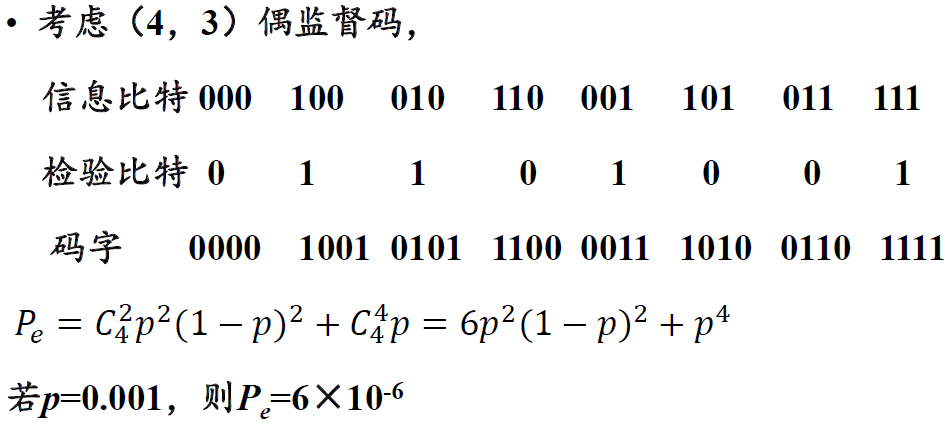 • 考虑（4，3）偶监督码，
信息比特 000 100 010 110 001 101 011 111
检验比特 0 1 1 0 1 0 0 1
码字 0000 1001 0101 1100 0011 1010 0110 1111
$P_e = C_4^2 p^2 (1-p)^2 + C_4^4 p = 6p^2(1-p)^2 + p^4$
若p=0.001，则$P_e$=6×10⁻⁶